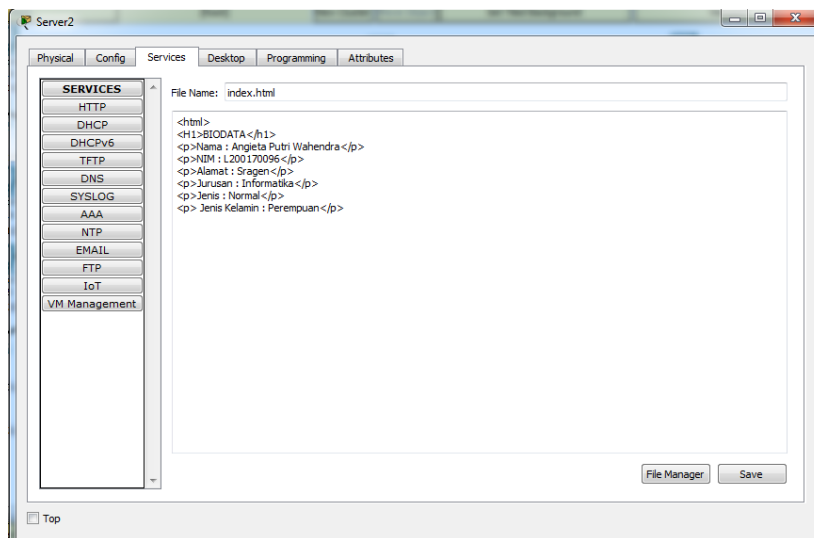 Server2
Physical Config Services Desktop Programming Attributes
SERVICES
HTTP
DHCP
DHCPv6
TFTP
DNS
SYSLOG
AAA
NTP
EMAIL
FTP
IoT
VM Management
File Name: index.html
<html>
<H1>BIODATA</h1>
<p>Nama : Angieta Putri Wahendra</p>
<p>NIM : L200170096</p>
<p>Alamat : Sragen</p>
<p>Jurusan : Informatika</p>
<p>Jenis : Normal</p>
<p> Jenis Kelamin : Perempuan</p>
File Manager Save
Top